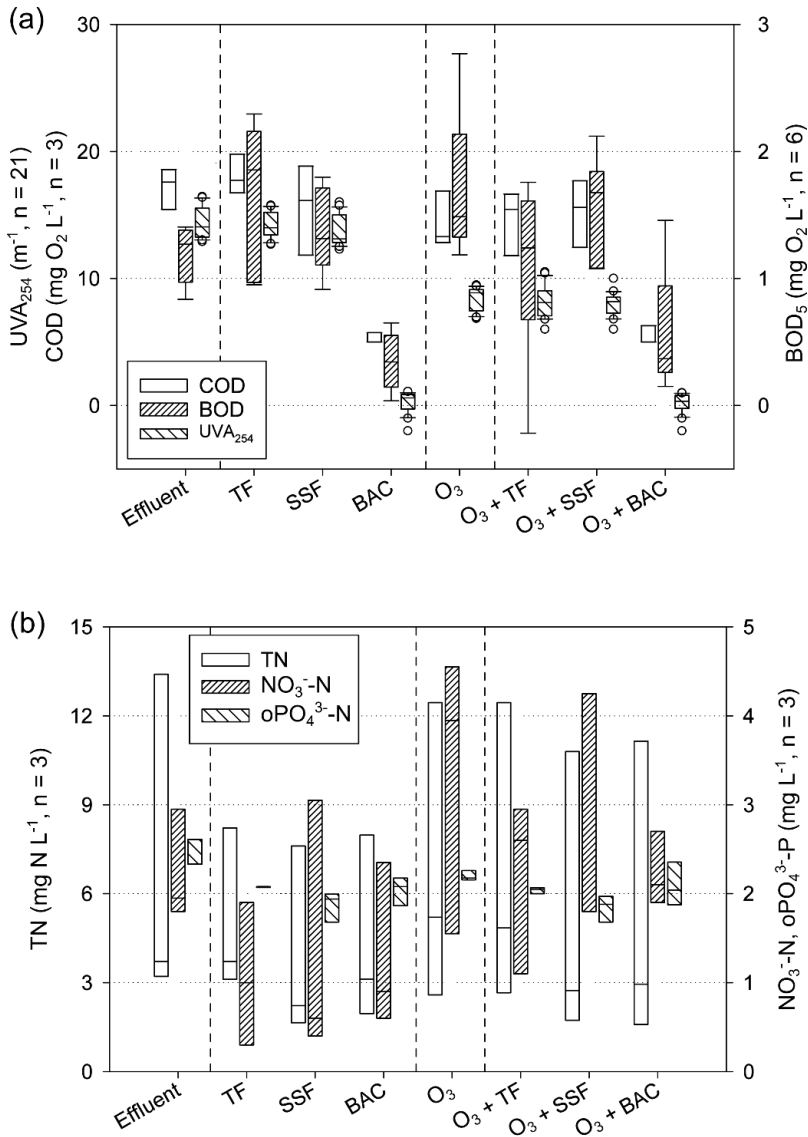 (a)
30
3
20
2
10
1
0
0
UVA₂₅₄ (m⁻¹, n = 21)
COD (mg O₂ L⁻¹, n = 3)
BOD₅ (mg O₂ L⁻¹, n = 6)
COD
BOD
UVA₂₅₄
Effluent
TF
SSF
BAC
O₃
O₃ + TF
O₃ + SSF
O₃ + BAC
(b)
15
5
12
4
9
3
6
2
3
1
0
0
TN (mg N L⁻¹, n = 3)
NO₃⁻-N, oPO₄³⁻-P (mg L⁻¹, n = 3)
TN
NO₃⁻-N
oPO₄³⁻-N
Effluent
TF
SSF
BAC
O₃
O₃ + TF
O₃ + SSF
O₃ + BAC